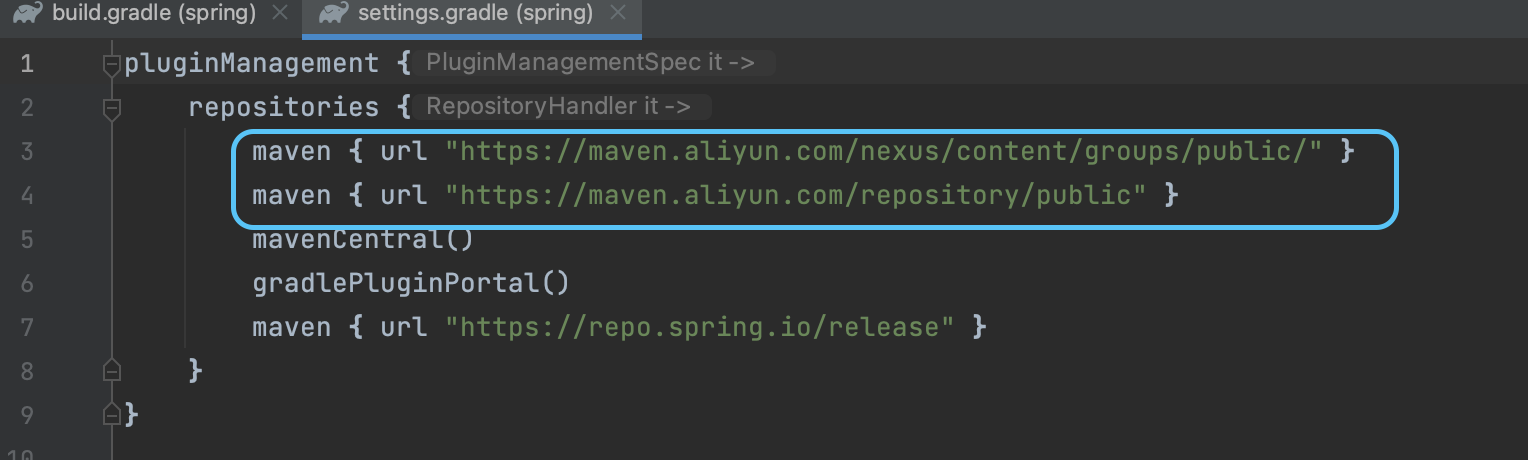 build.gradle (spring) settings.gradle (spring)
1 pluginManagement { PluginManagementSpec it ->
2 repositories { RepositoryHandler it ->
3 maven { url "https://maven.aliyun.com/nexus/content/groups/public/" }
4 maven { url "https://maven.aliyun.com/repository/public" }
5 mavenCentral()
6 gradlePluginPortal()
7 maven { url "https://repo.spring.io/release" }
8 }
9 }
10